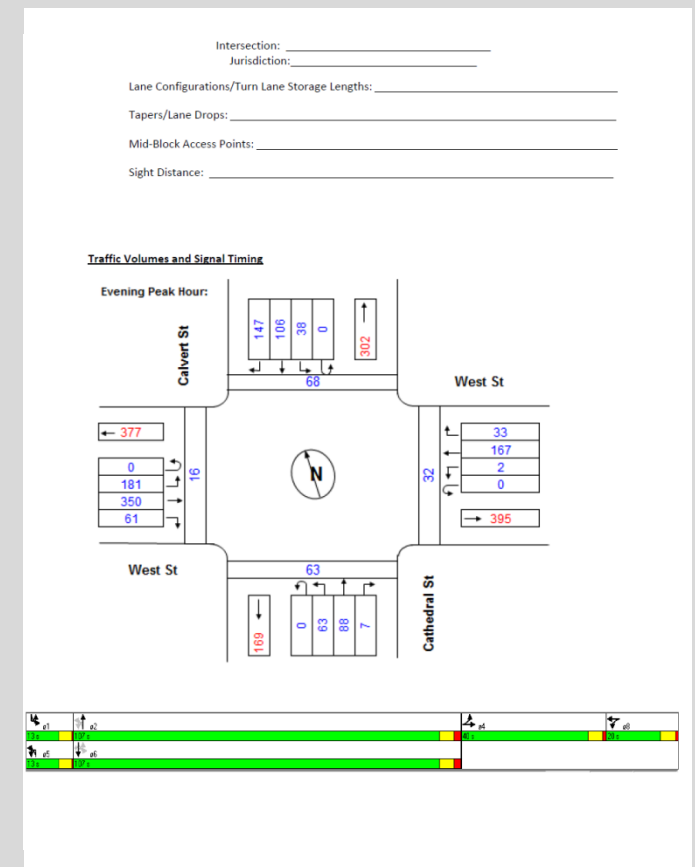 Intersection:
Jurisdiction:
Lane Configurations/Turn Lane Storage Lengths:
Tapers/Lane Drops:
Mid-Block Access Points:
Sight Distance:
Traffic Volumes and Signal Timing
Evening Peak Hour:
Calvert St
147
106
38
0
302
68
West St
377
0
181
350
61
16
N
32
33
167
2
0
395
West St
63
169
0
63
88
7
Cathedral St
ø1
ø2
ø4
ø8
13 s
107 s
40 s
20 s
ø5
ø6
13 s
107 s